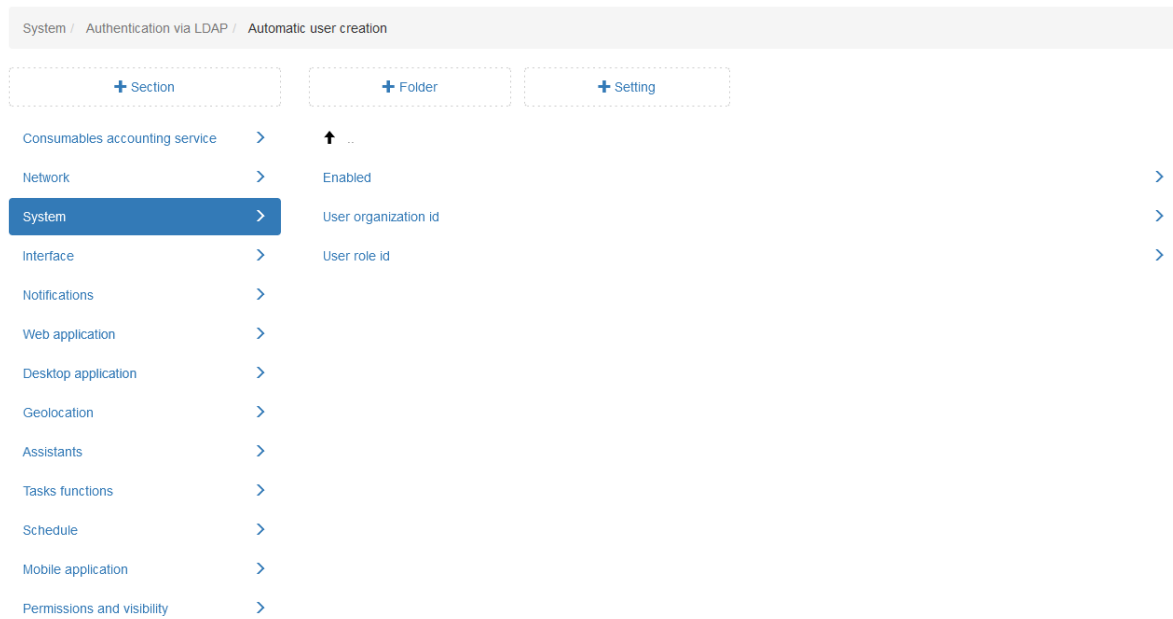 System / Authentication via LDAP / Automatic user creation
+ Section
+ Folder
+ Setting
Consumables accounting service
Network
System
Interface
Notifications
Web application
Desktop application
Geolocation
Assistants
Tasks functions
Schedule
Mobile application
Permissions and visibility
..
Enabled
User organization id
User role id